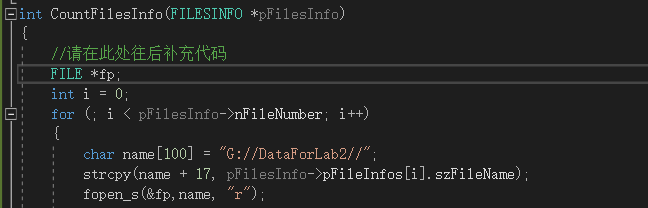 int CountFilesInfo(FILESINFO *pFilesInfo)
{
//请在此处往后补充代码
FILE *fp;
int i = 0;
for (; i < pFilesInfo->nFileNumber; i++)
{
char name[100] = "G://DataForLab2//";
strcpy(name + 17, pFilesInfo->pFileInfos[i].szFileName);
fopen_s(&fp,name, "r");